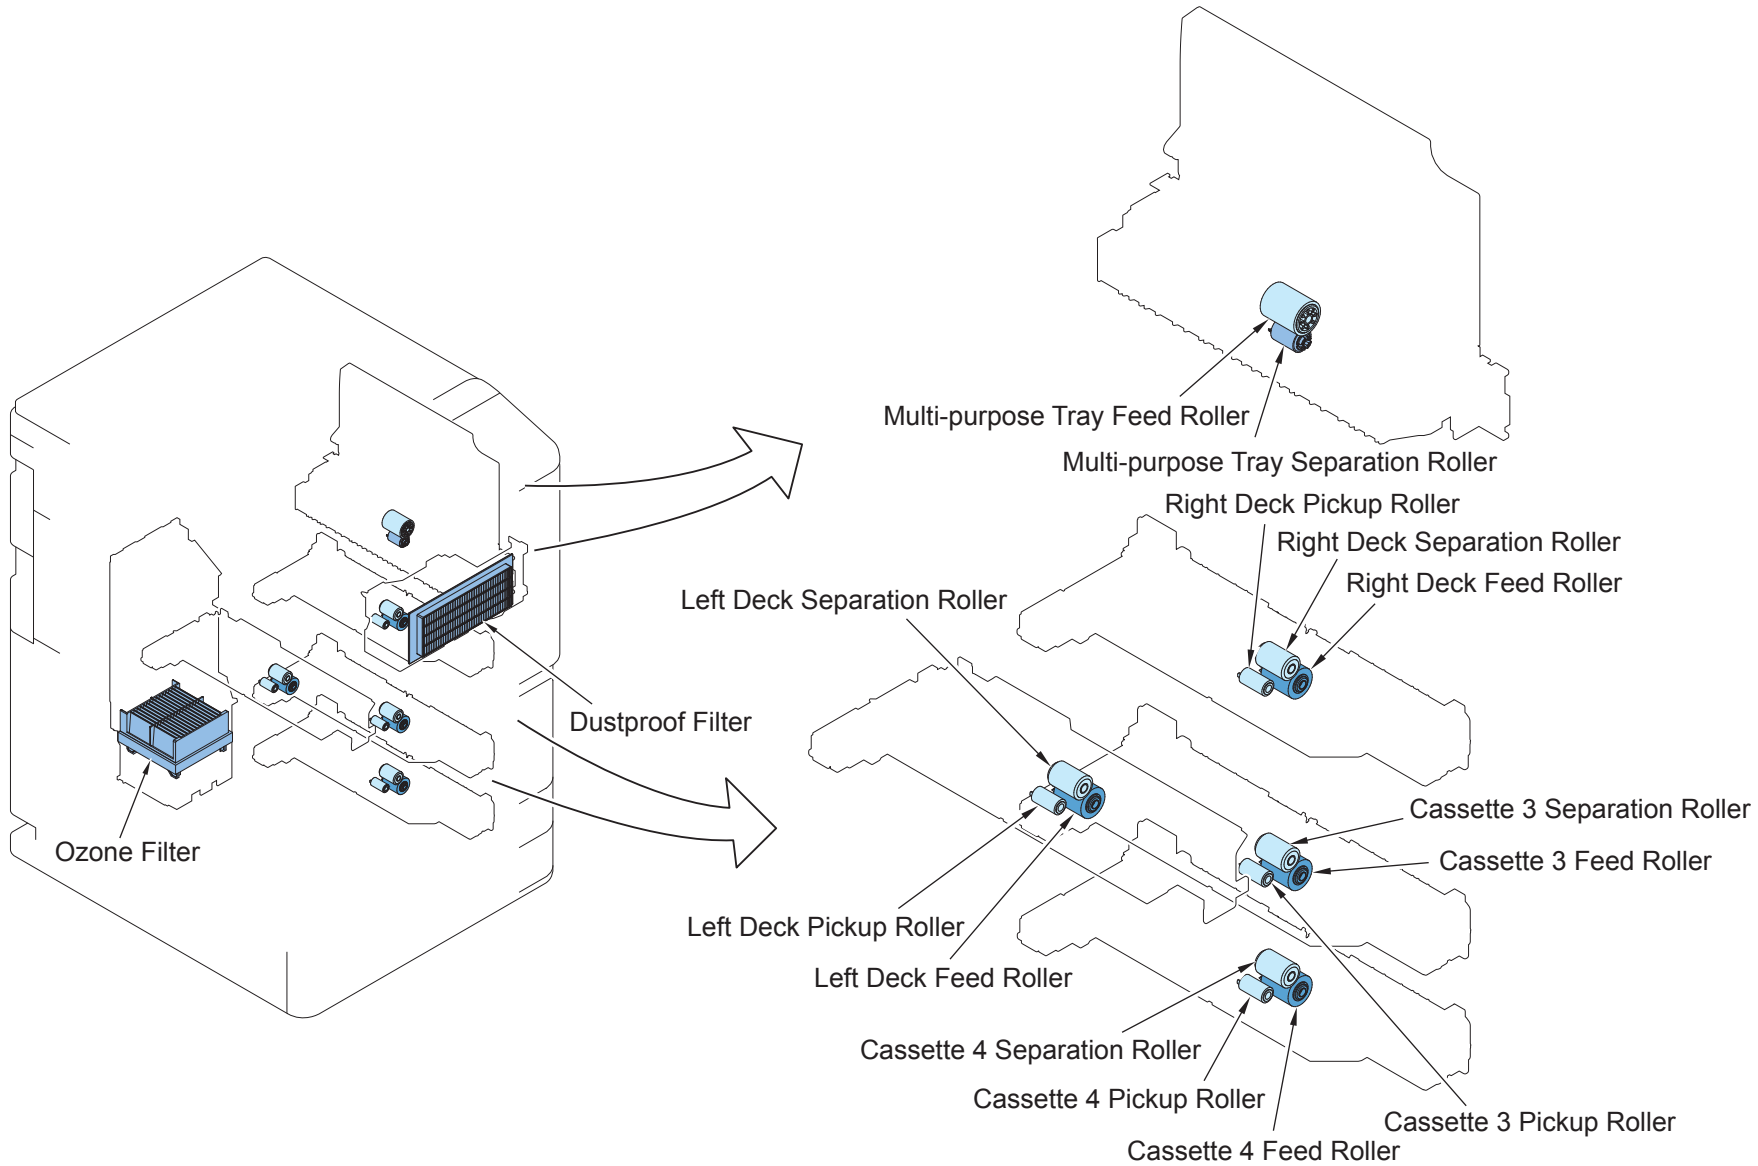 Multi-purpose Tray Feed Roller
Multi-purpose Tray Separation Roller
Right Deck Pickup Roller
Right Deck Separation Roller
Right Deck Feed Roller
Left Deck Separation Roller
Dustproof Filter
Ozone Filter
Cassette 3 Separation Roller
Cassette 3 Feed Roller
Left Deck Pickup Roller
Left Deck Feed Roller
Cassette 4 Separation Roller
Cassette 4 Pickup Roller
Cassette 3 Pickup Roller
Cassette 4 Feed Roller